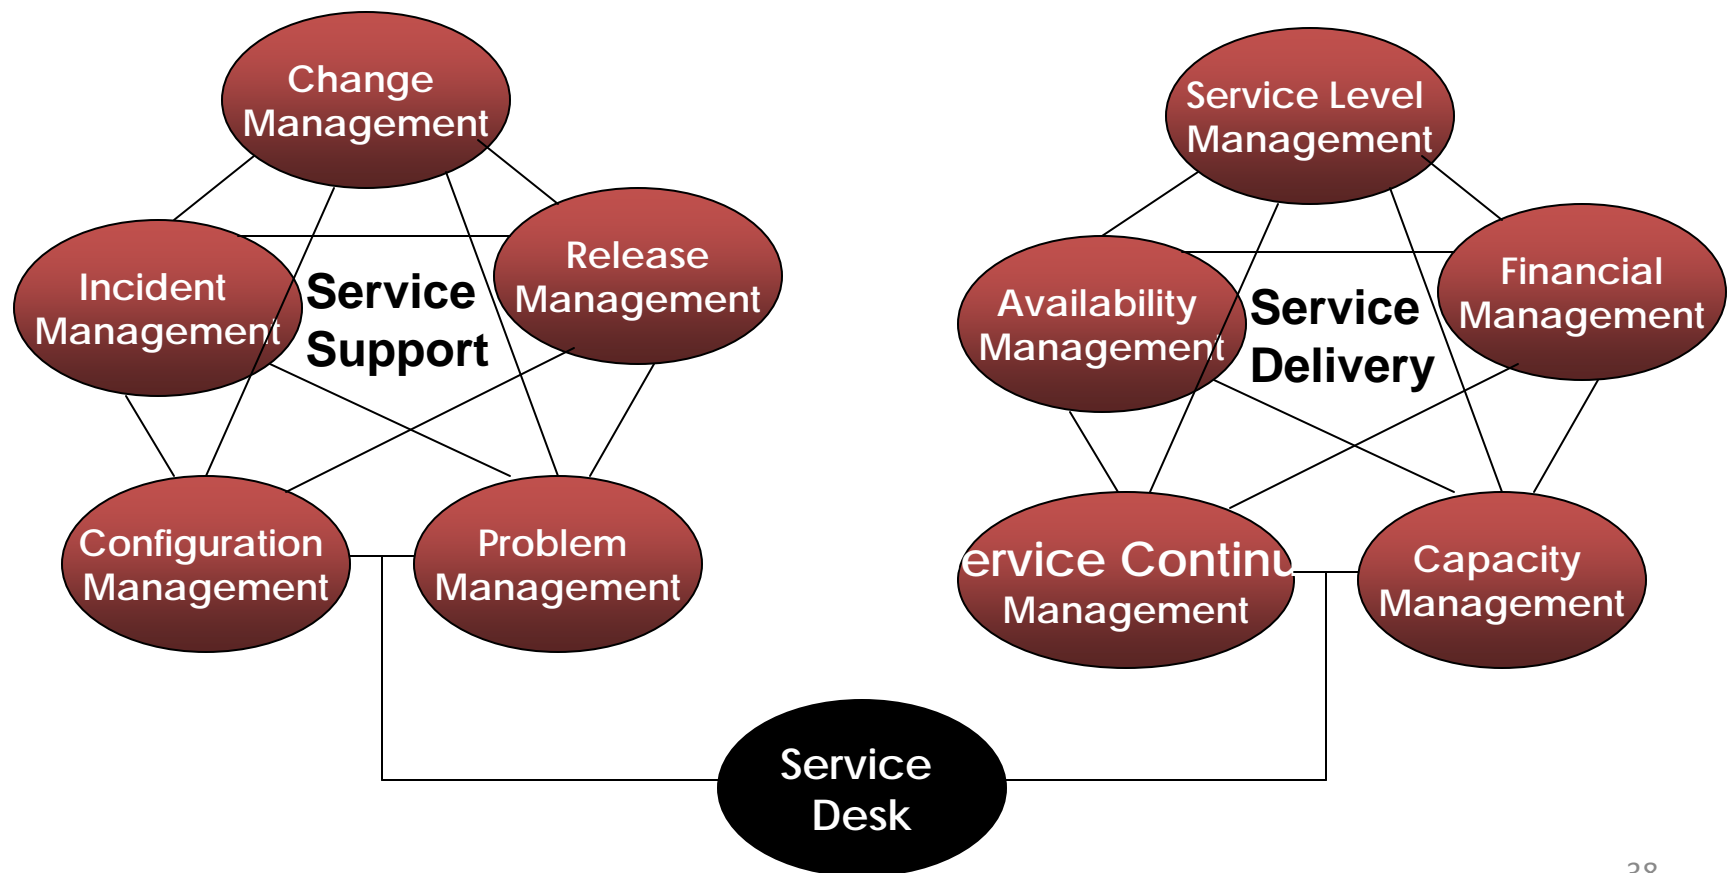 Change
Management
Incident
Management
Service
Support
Release
Management
Configuration
Management
Problem
Management
Service Level
Management
Availability
Management
Service
Delivery
Financial
Management
ervice Continu
Management
Capacity
Management
Service
Desk
38